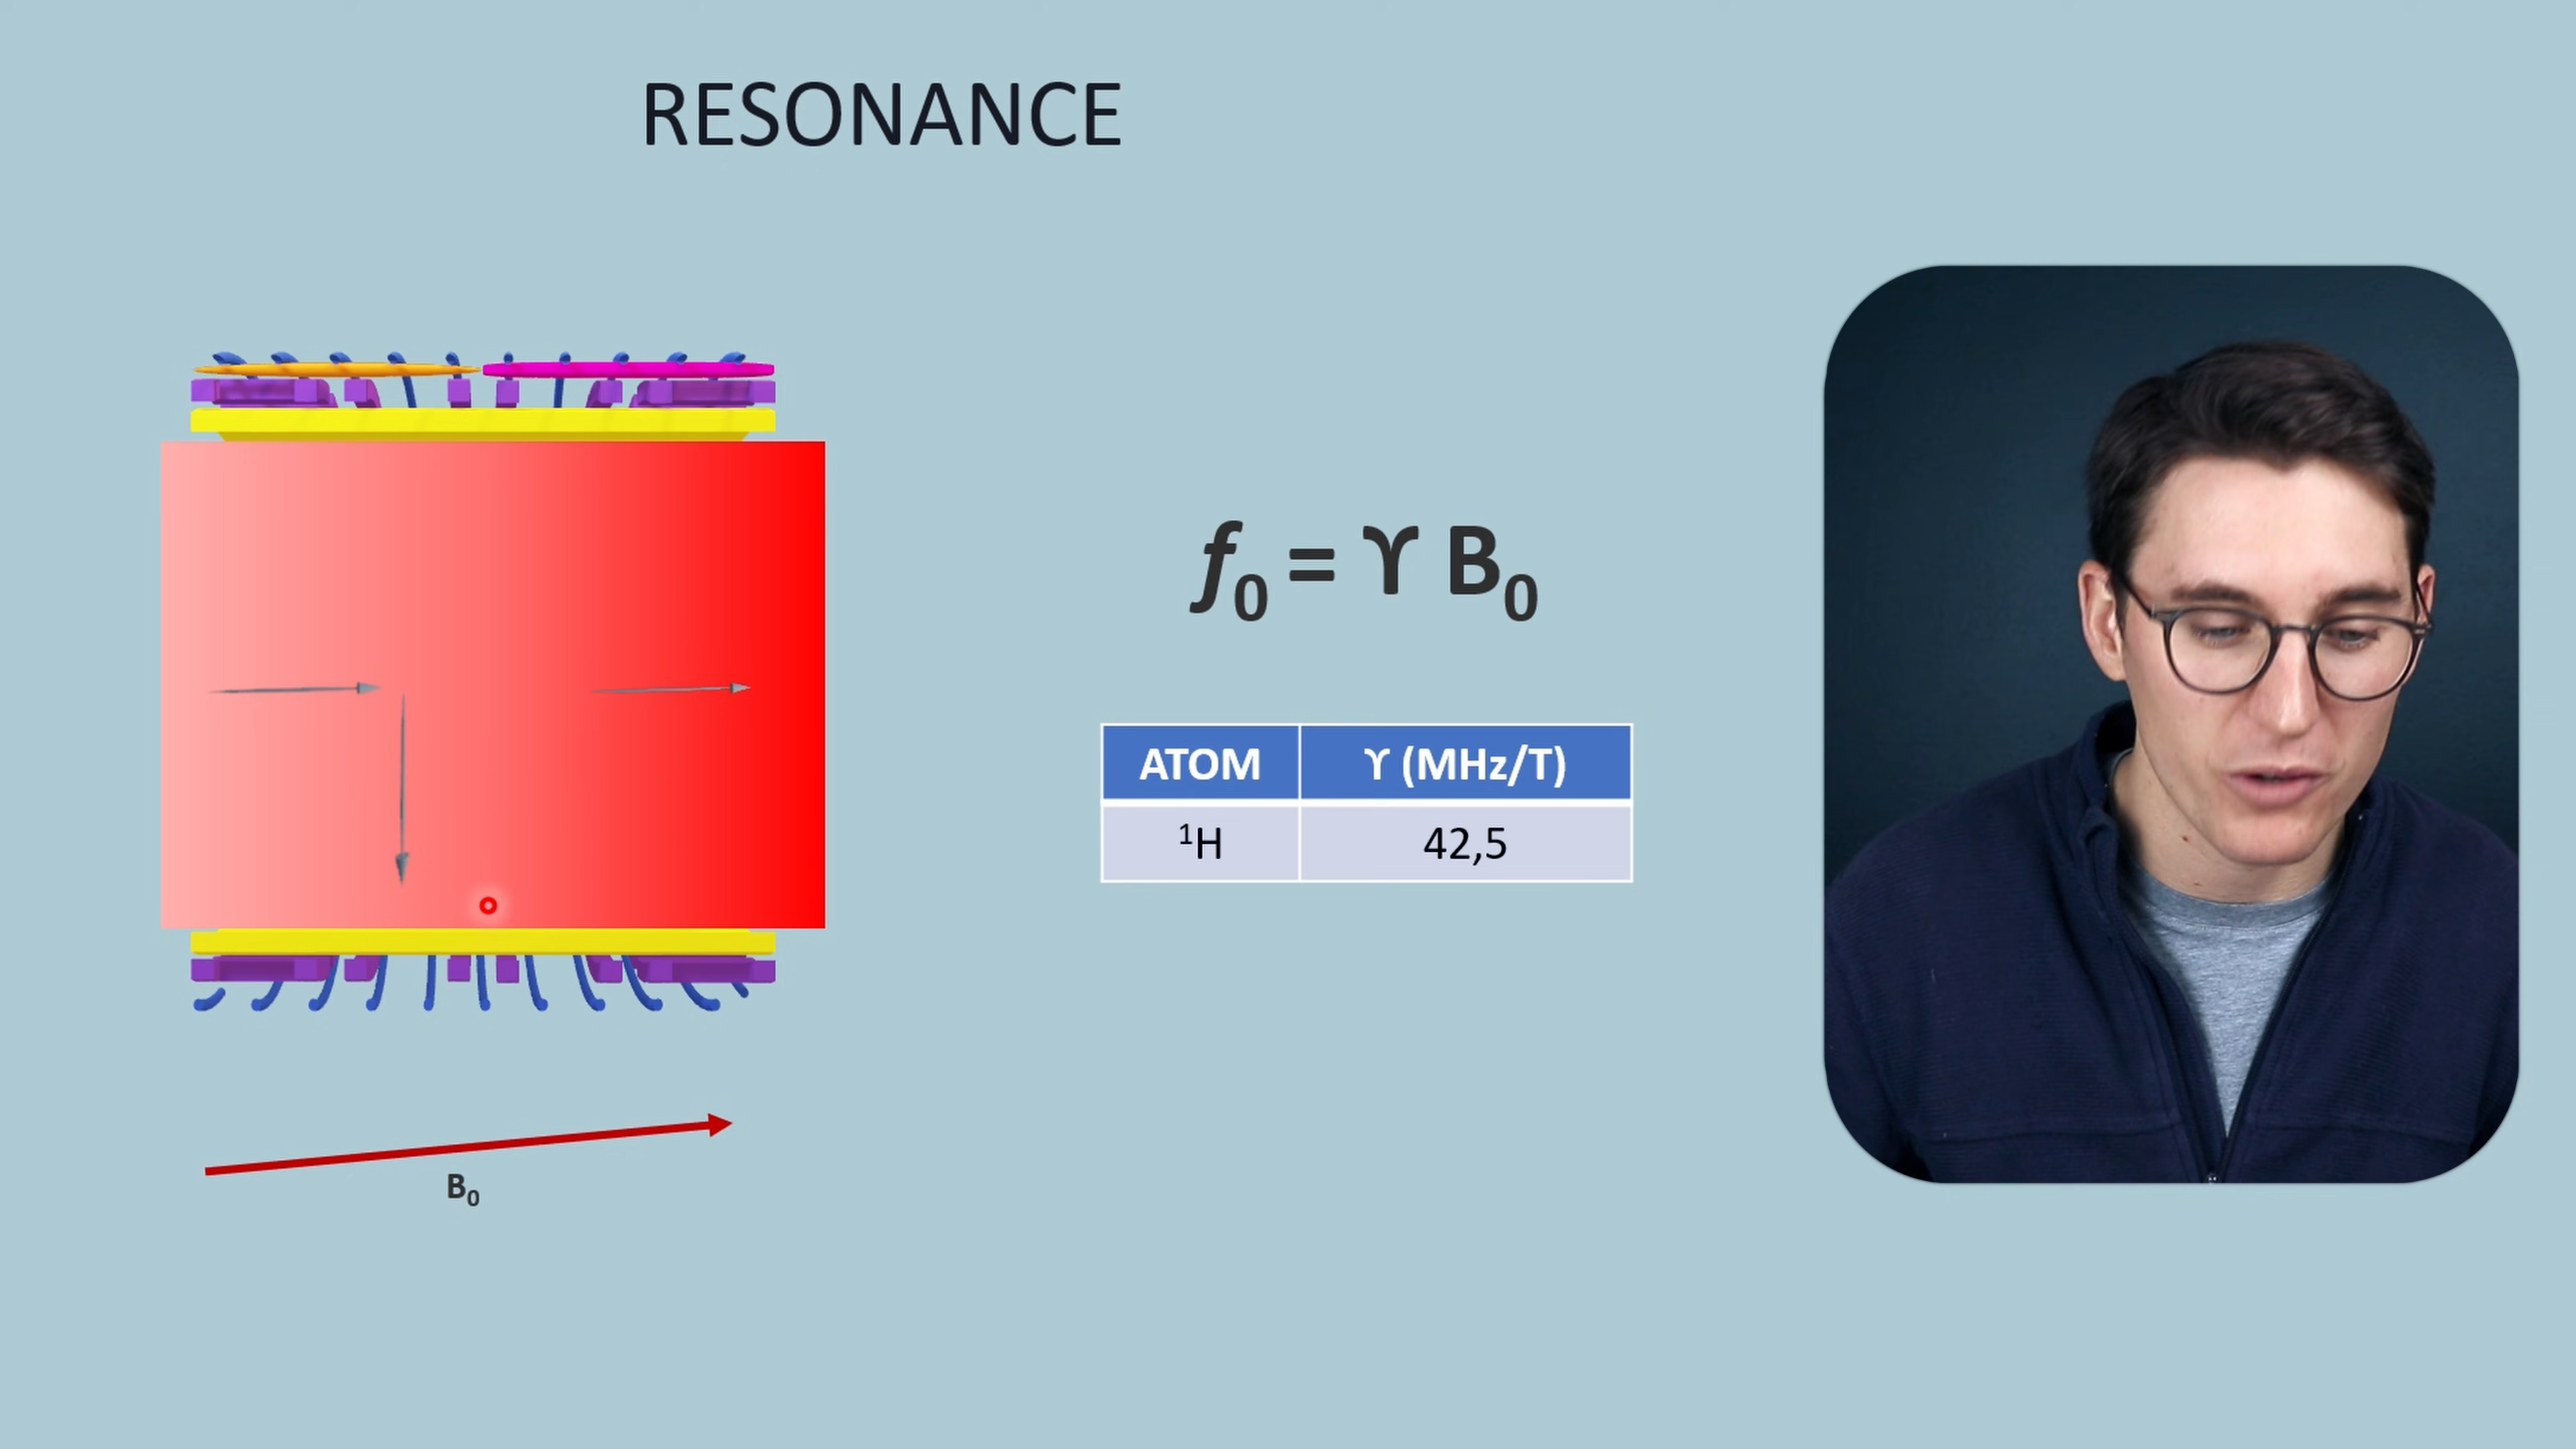 RESONANCE
f₀ = ϒ B₀
ATOM ϒ (MHz/T)
¹H 42,5
B₀